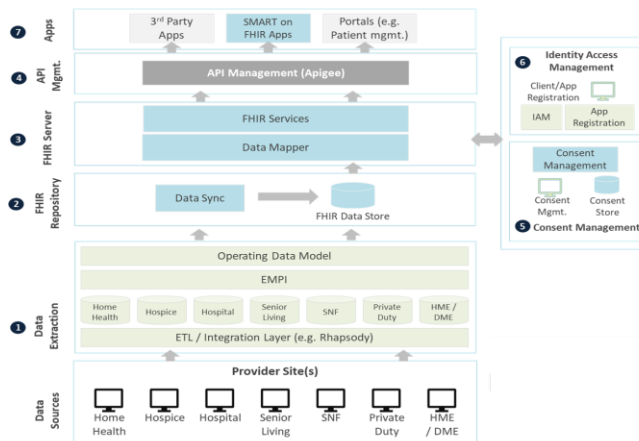 7
Apps
3rd Party
Apps
SMART on
FHIR Apps
Portals (e.g.
Patient mgmt.)
4
API
Mgmt.
API Management (Apigee)
3
FHIR Server
FHIR Services
Data Mapper
2
FHIR
Repository
Data Sync
FHIR Data Store
1
Data
Extraction
Operating Data Model
EMPI
Home
Health
Hospice
Hospital
Senior
Living
SNF
Private
Duty
HME /
DME
ETL / Integration Layer (e.g. Rhapsody)
Data
Sources
Provider Site(s)
Home
Health
Hospice
Hospital
Senior
Living
SNF
Private
Duty
HME
/ DME
6
Identity Access
Management
Client/App
Registration
IAM
App
Registration
Consent
Management
Consent
Mgmt.
Consent
Store
5 Consent Management